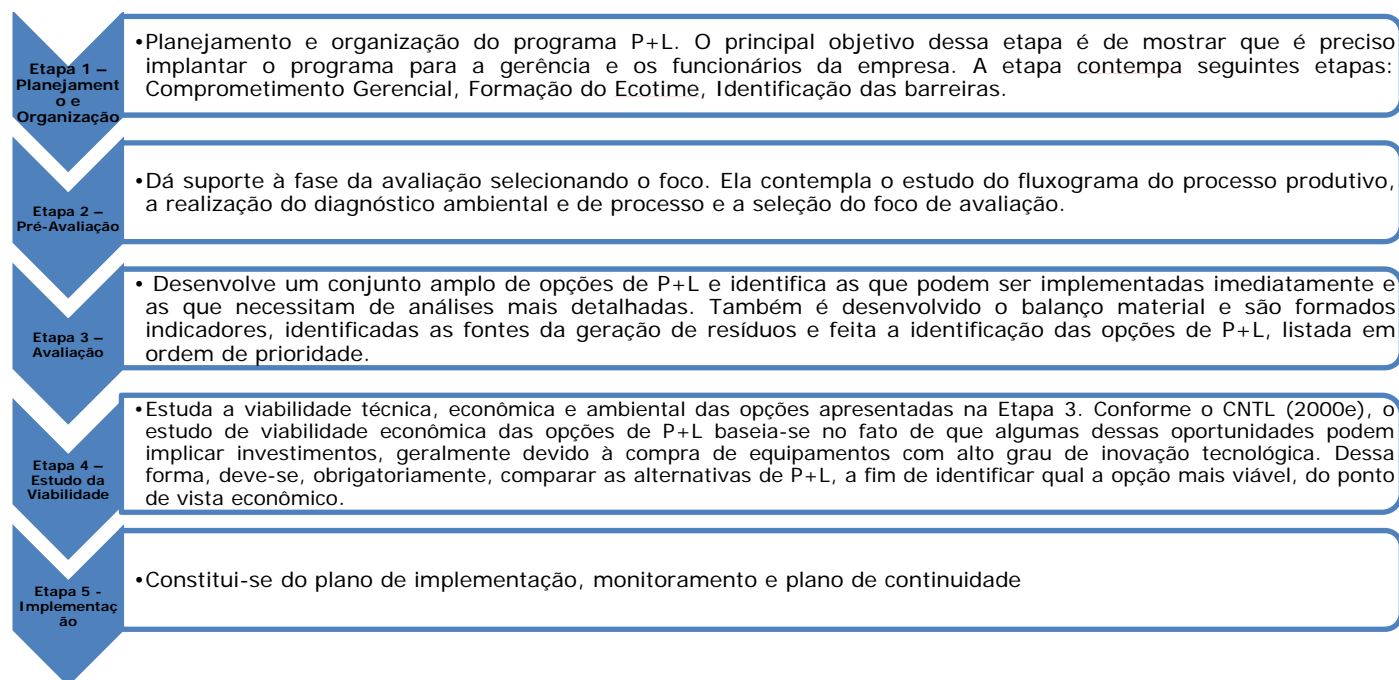 Etapa 1 –
Planejament
o e
Organização
•Planejamento e organização do programa P+L. O principal objetivo dessa etapa é de mostrar que é preciso
implantar o programa para a gerência e os funcionários da empresa. A etapa contempa seguintes etapas:
Comprometimento Gerencial, Formação do Ecotime, Identificação das barreiras.
Etapa 2 –
Pré-Avaliação
•Dá suporte à fase da avaliação selecionando o foco. Ela contempla o estudo do fluxograma do processo produtivo,
a realização do diagnóstico ambiental e de processo e a seleção do foco de avaliação.
Etapa 3 –
Avaliação
• Desenvolve um conjunto amplo de opções de P+L e identifica as que podem ser implementadas imediatamente e
as que necessitam de análises mais detalhadas. Também é desenvolvido o balanço material e são formados
indicadores, identificadas as fontes da geração de resíduos e feita a identificação das opções de P+L, listada em
ordem de prioridade.
Etapa 4 –
Estudo da
Viabilidade
•Estuda a viabilidade técnica, econômica e ambiental das opções apresentadas na Etapa 3. Conforme o CNTL (2000e), o
estudo de viabilidade econômica das opções de P+L baseia-se no fato de que algumas dessas oportunidades podem
implicar investimentos, geralmente devido à compra de equipamentos com alto grau de inovação tecnológica. Dessa
forma, deve-se, obrigatoriamente, comparar as alternativas de P+L, a fim de identificar qual a opção mais viável, do ponto
de vista econômico.
Etapa 5 -
Implementaç
ão
•Constitui-se do plano de implementação, monitoramento e plano de continuidade